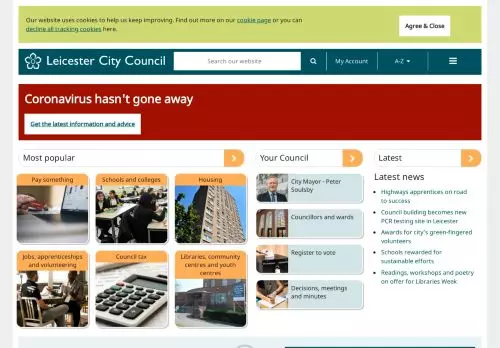 Our website uses cookies to help us keep improving. Find out more on our cookie page or you can
decline all tracking cookies here.
Agree & Close
Leicester City Council
Search our website
My Account
A-Z
Coronavirus hasn't gone away
Get the latest information and advice
Most popular
Pay something
Schools and colleges
Housing
Jobs, apprenticeships
and volunteering
Council tax
Libraries, community
centres and youth
centres
Your Council
City Mayor - Peter
Soulsby
Councillors and wards
Register to vote
Decisions, meetings
and minutes
Latest
Latest news
Highways apprentices on road
to success
Council building becomes new
PCR testing site in Leicester
Awards for city's green-fingered
volunteers
Schools rewarded for
sustainable efforts
Readings, workshops and poetry
on offer for Libraries Week